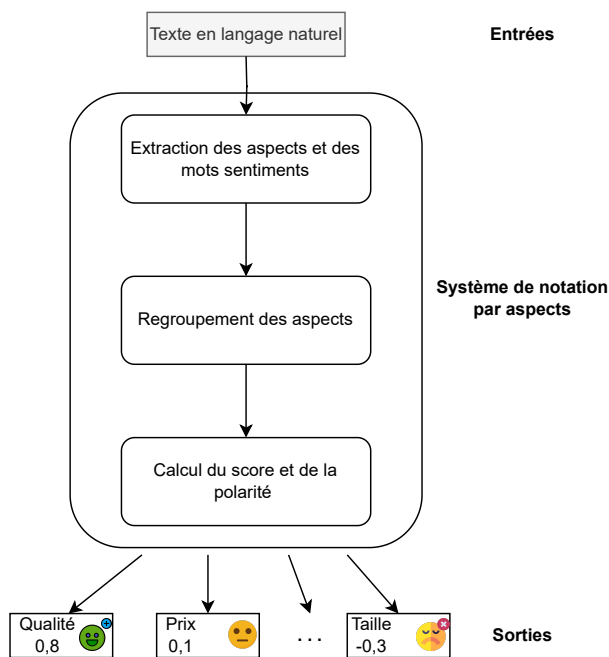 Texte en langage naturel
Entrées
Extraction des aspects et des
mots sentiments
Regroupement des aspects
Système de notation
par aspects
Calcul du score et de la
polarité
Qualité
0,8
Prix
0,1
...
Taille
-0,3
Sorties